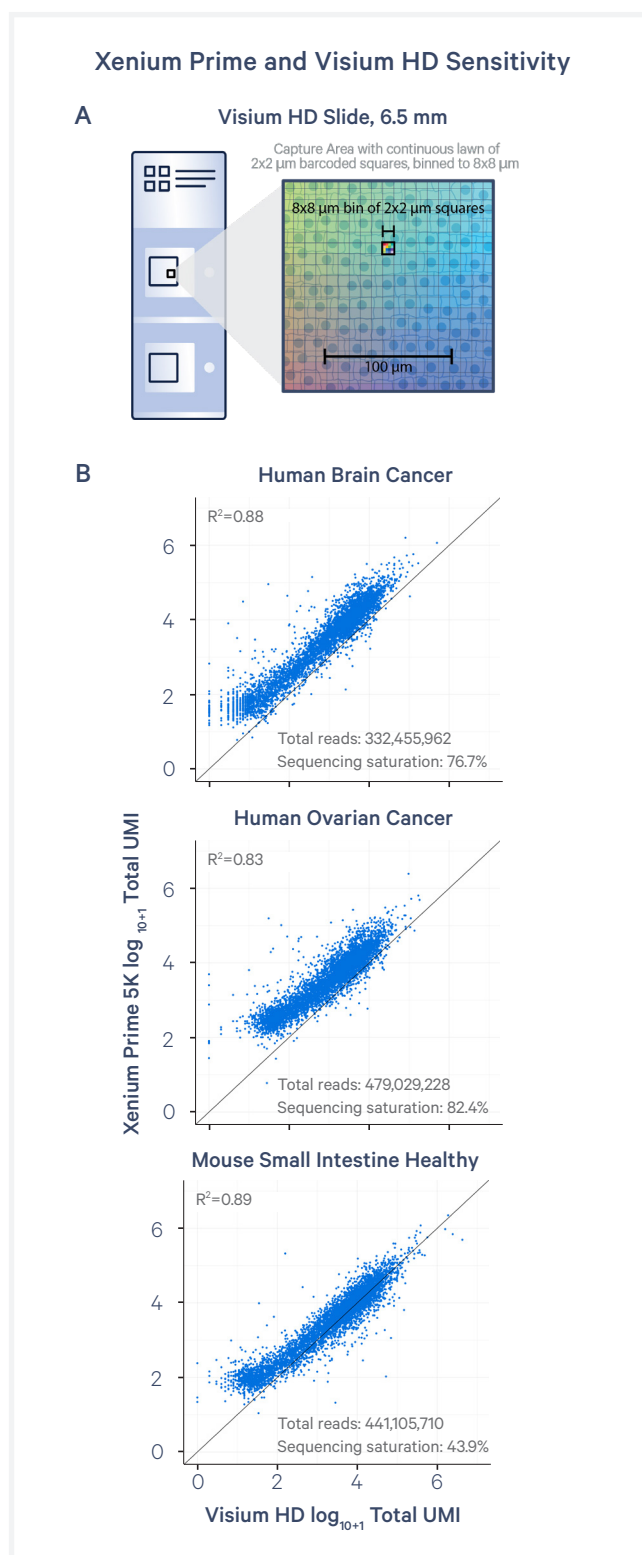 Xenium Prime and Visium HD Sensitivity
A
Visium HD Slide, 6.5 mm
Capture Area with continuous lawn of
2x2 µm barcoded squares, binned to 8x8 µm
8x8 µm bin of 2x2 µm squares
100 µm
B
Human Brain Cancer
R²=0.88
6
4
2
0
Total reads: 332,455,962
Sequencing saturation: 76.7%
Xenium Prime 5K log₁₀₊₁ Total UMI
Human Ovarian Cancer
R²=0.83
6
4
2
0
Total reads: 479,029,228
Sequencing saturation: 82.4%
Mouse Small Intestine Healthy
R²=0.89
6
4
2
0
Total reads: 441,105,710
Sequencing saturation: 43.9%
0 2 4 6
Visium HD log₁₀₊₁ Total UMI